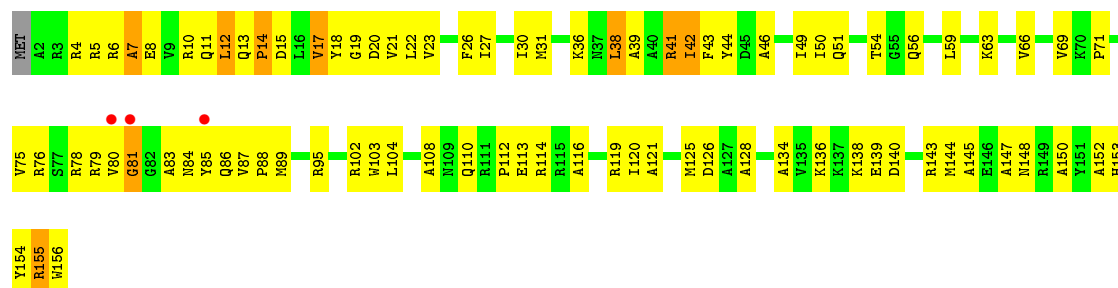 MET A2 R3 R4 R5 R6 A7 E8 V9 R10 Q11 L12 Q13 P14 D15 L16 V17 Y18 G19 D20 V21 L22 V23 F26 I27 I30 M31 K36 N37 L38 A39 A40 R41 I42 F43 Y44 D45 A46 I49 I50 Q51 T54 G55 Q56 L59 K63 V66 V69 K70 P71
V75 R76 S77 R78 R79 V80 G81 G82 A83 N84 Y85 Q86 V87 P88 M89 R95 R102 W103 L104 A108 N109 Q110 R111 P112 E113 R114 R115 A116 R119 I120 A121 M125 D126 A127 A128 A134 V135 K136 K137 K138 E139 D140 R143 M144 A145 E146 A147 N148 R149 A150 Y151 A152 H153
Y154 R155 W156